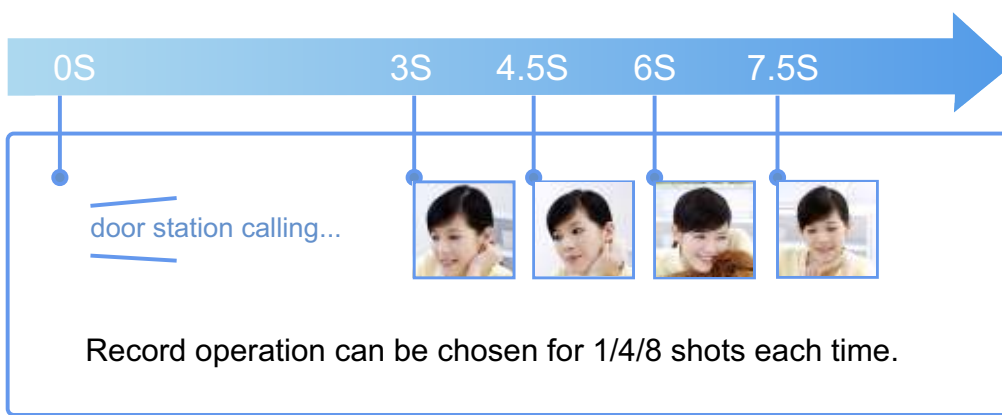 0S 3S 4.5S 6S 7.5S
door station calling...
Record operation can be chosen for 1/4/8 shots each time.